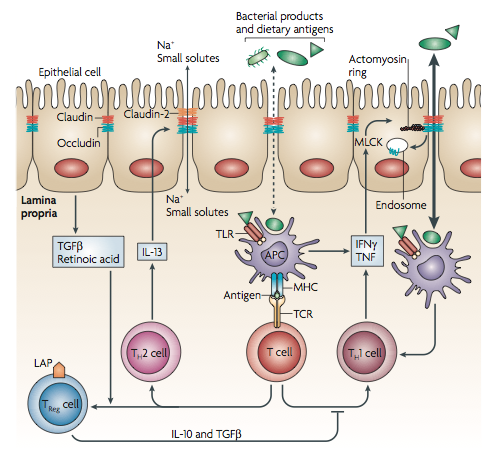 Bacterial products
and dietary antigens
Na⁺
Small solutes
Actomyosin
ring
Epithelial cell
Claudin
Claudin-2
Occludin
MLCK
Endosome
Lamina
propria
Na⁺
Small solutes
TLR
TGFβ
Retinoic acid
IL-13
APC
IFNγ
TNF
MHC
Antigen
TCR
T_H2 cell
T cell
T_H1 cell
LAP
T_Reg cell
IL-10 and TGFβ